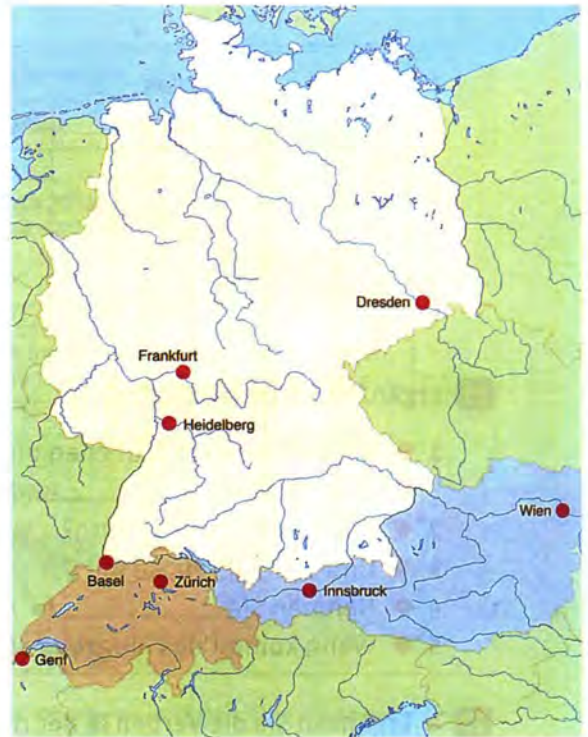 Dresden
Frankfurt
Heidelberg
Wien
Basel
Zürich
Innsbruck
Genf